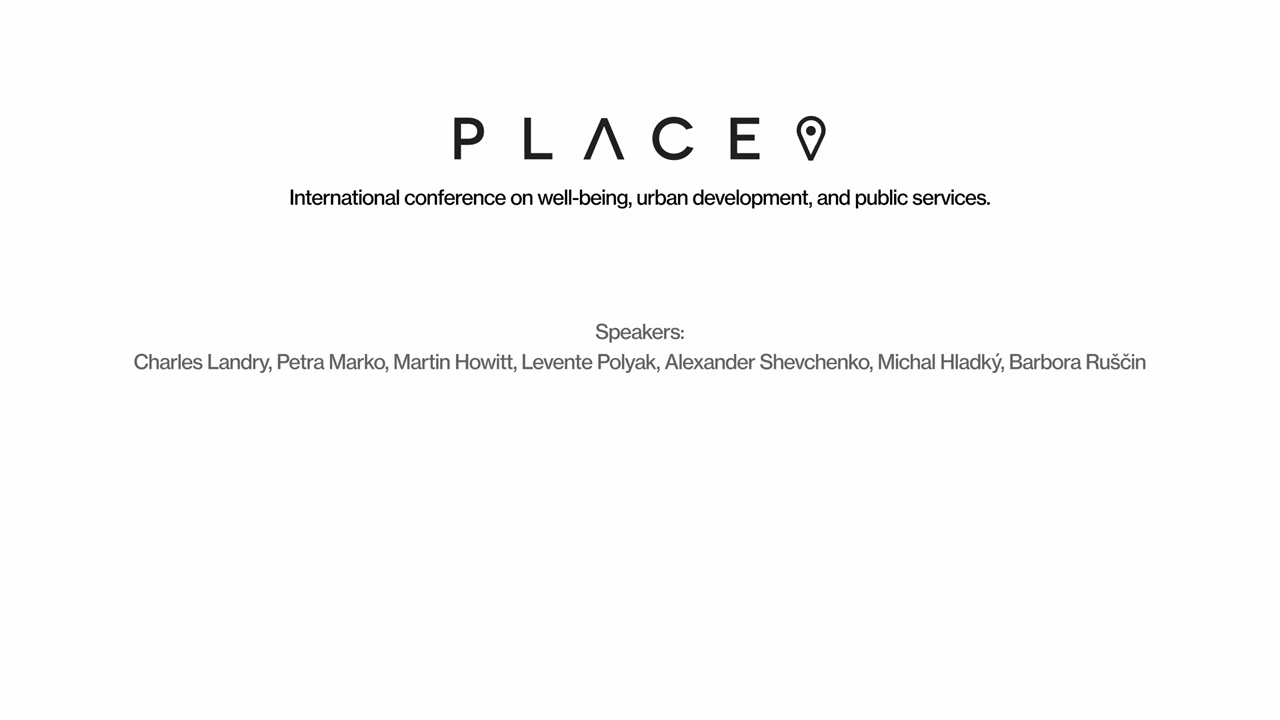 PLACE
International conference on well-being, urban development, and public services.
Speakers:
Charles Landry, Petra Marko, Martin Howitt, Levente Polyak, Alexander Shevchenko, Michal Hladký, Barbora Ruščin